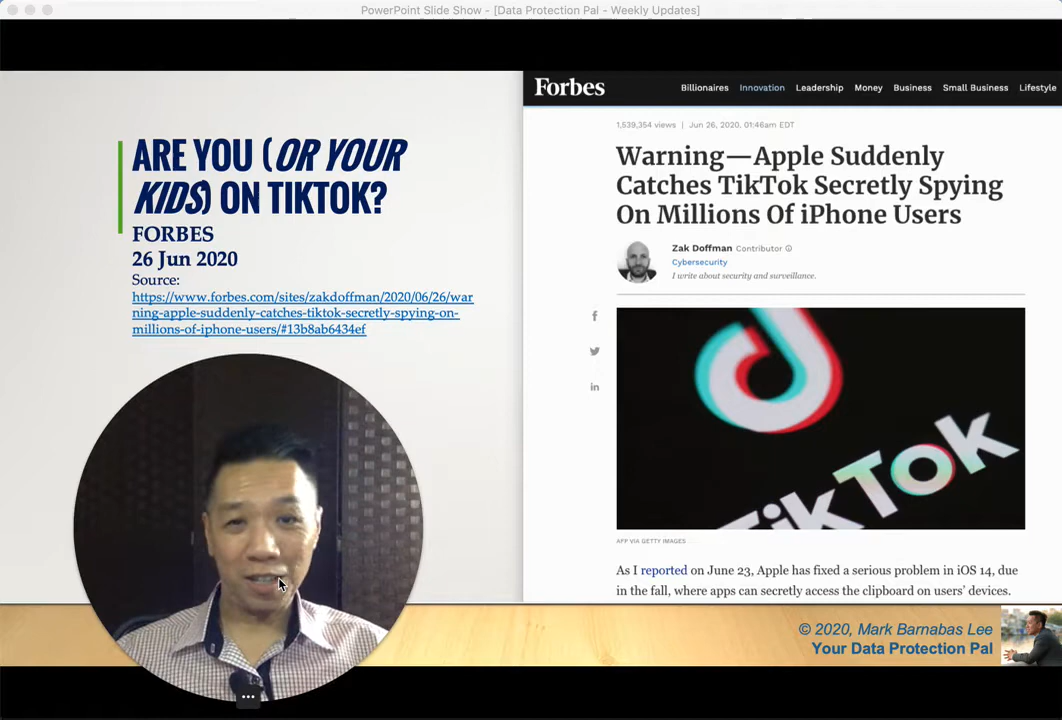 PowerPoint Slide Show - [Data Protection Pal - Weekly Updates]
ARE YOU (OR YOUR
KIDS) ON TIKTOK?
FORBES
26 Jun 2020
Source:
https://www.forbes.com/sites/zakdoffman/2020/06/26/war
ning-apple-suddenly-catches-tiktok-secretly-spying-on-
millions-of-iphone-users/#13b8ab6434ef
Forbes
Billionaires Innovation Leadership Money Business Small Business Lifestyle
1,539,354 views | Jun 26, 2020, 01:46am EDT
Warning—Apple Suddenly
Catches TikTok Secretly Spying
On Millions Of iPhone Users
Zak Doffman Contributor
Cybersecurity
I write about security and surveillance.
TikTok
AFP VIA GETTY IMAGES
As I reported on June 23, Apple has fixed a serious problem in iOS 14, due
in the fall, where apps can secretly access the clipboard on users' devices.
© 2020, Mark Barnabas Lee
Your Data Protection Pal